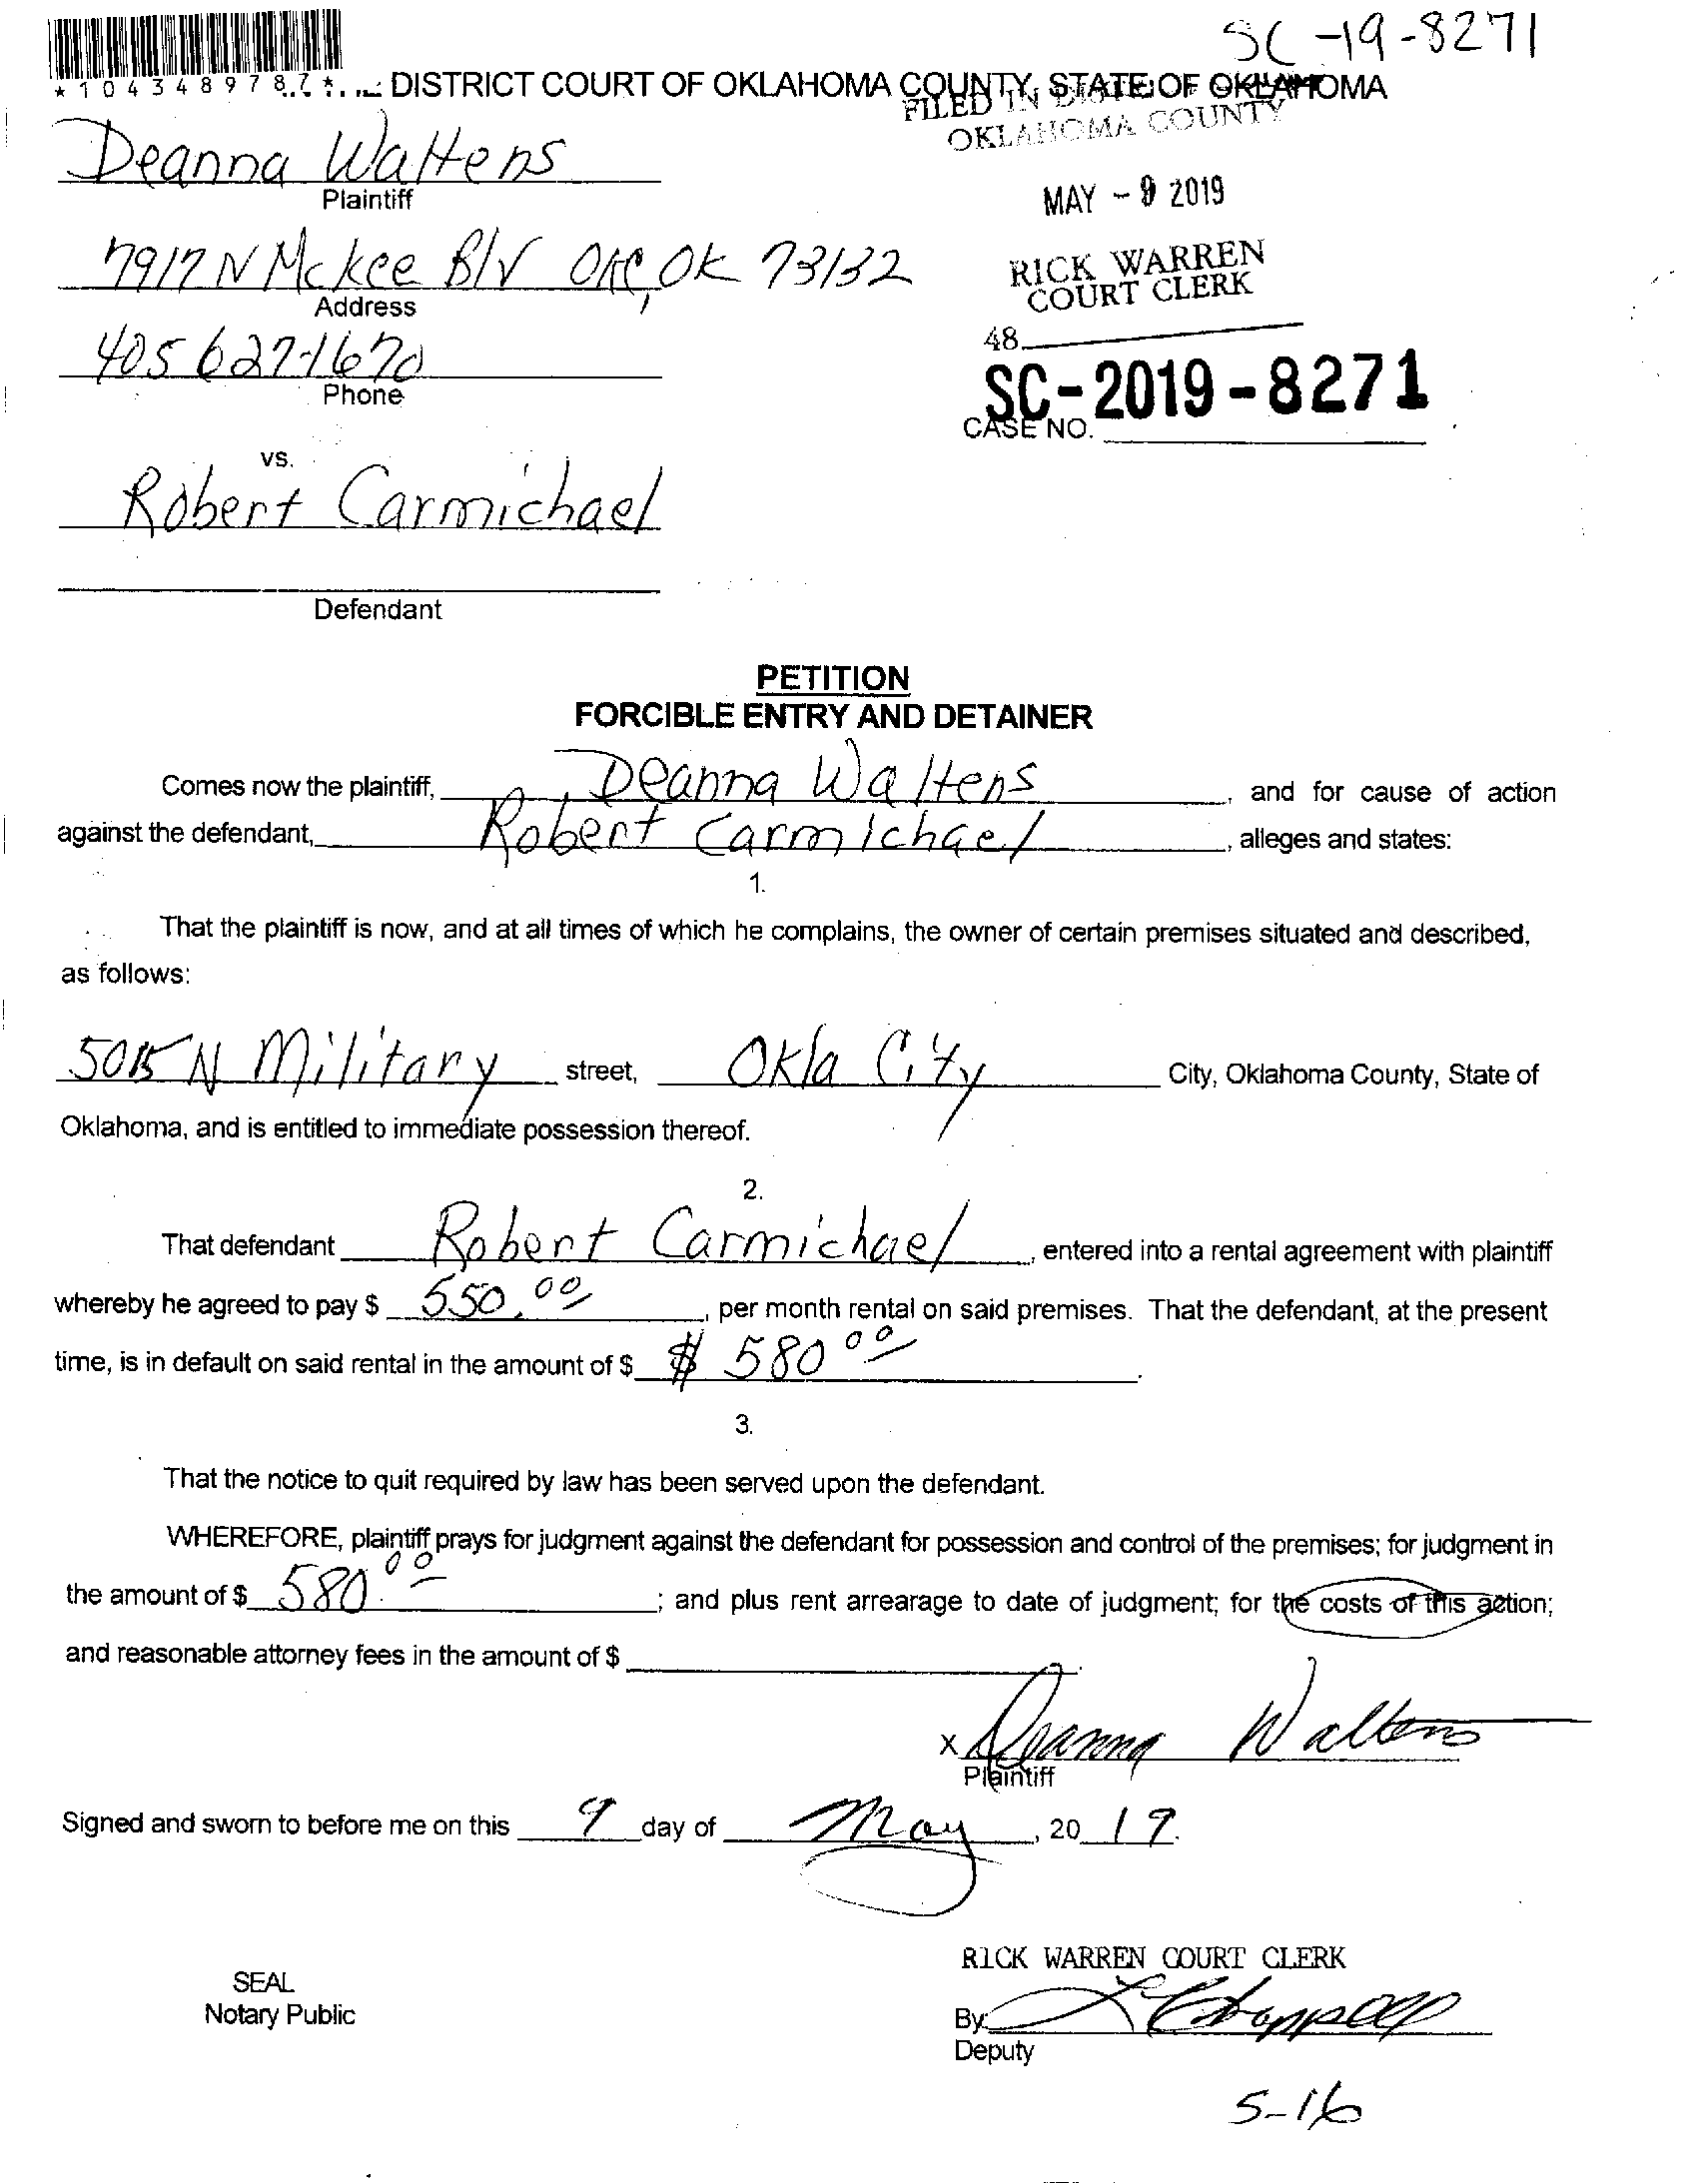 SC-19-8271
*1043489787*
DISTRICT COURT OF OKLAHOMA COUNTY, STATE OF OKLAHOMA
FILED IN
OKLAHOMA COUNTY
Deanna Walters
Plaintiff
MAY - 9 2019
7917 N McKee Blv OKC, OK 73132
Address
RICK WARREN
COURT CLERK
405 627-1670
Phone
48
SC-2019-8271
CASE NO.
vs.
Robert Carmichael
Defendant
PETITION
FORCIBLE ENTRY AND DETAINER
Comes now the plaintiff, Deanna Walters, and for cause of action
against the defendant, Robert Carmichael, alleges and states:
1.
That the plaintiff is now, and at all times of which he complains, the owner of certain premises situated and described,
as follows:
5015 N Military street, Okla City City, Oklahoma County, State of
Oklahoma, and is entitled to immediate possession thereof.
2.
That defendant Robert Carmichael, entered into a rental agreement with plaintiff
whereby he agreed to pay $ 550.00, per month rental on said premises. That the defendant, at the present
time, is in default on said rental in the amount of $ $ 580 00.
3.
That the notice to quit required by law has been served upon the defendant.
WHEREFORE, plaintiff prays for judgment against the defendant for possession and control of the premises; for judgment in
the amount of $ 580.00; and plus rent arrearage to date of judgment; for the costs of this action;
and reasonable attorney fees in the amount of $
x Deanna Walters
Plaintiff
Signed and sworn to before me on this 9 day of May, 20 19.
RICK WARREN COURT CLERK
SEAL
Notary Public
By: L Chappell
Deputy
5-16